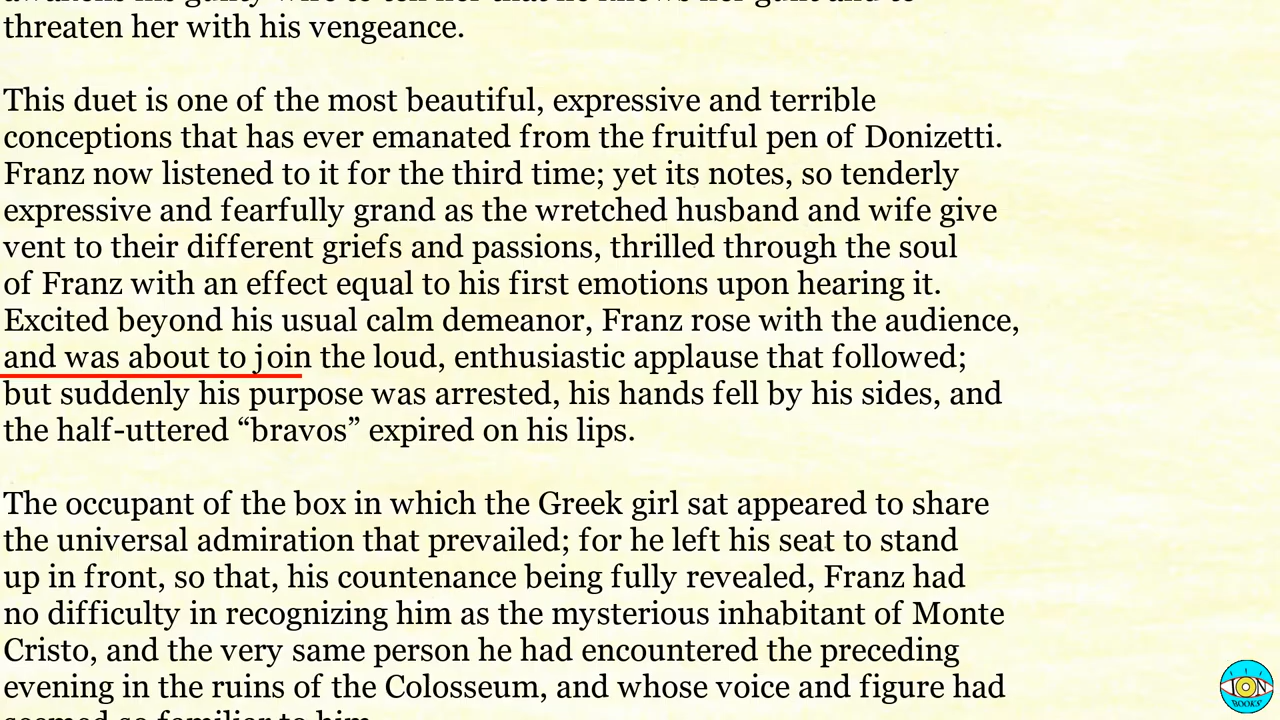 threaten her with his vengeance.
This duet is one of the most beautiful, expressive and terrible
conceptions that has ever emanated from the fruitful pen of Donizetti.
Franz now listened to it for the third time; yet its notes, so tenderly
expressive and fearfully grand as the wretched husband and wife give
vent to their different griefs and passions, thrilled through the soul
of Franz with an effect equal to his first emotions upon hearing it.
Excited beyond his usual calm demeanor, Franz rose with the audience,
and was about to join the loud, enthusiastic applause that followed;
but suddenly his purpose was arrested, his hands fell by his sides, and
the half-uttered “bravos” expired on his lips.
The occupant of the box in which the Greek girl sat appeared to share
the universal admiration that prevailed; for he left his seat to stand
up in front, so that, his countenance being fully revealed, Franz had
no difficulty in recognizing him as the mysterious inhabitant of Monte
Cristo, and the very same person he had encountered the preceding
evening in the ruins of the Colosseum, and whose voice and figure had
ION
BOOKS